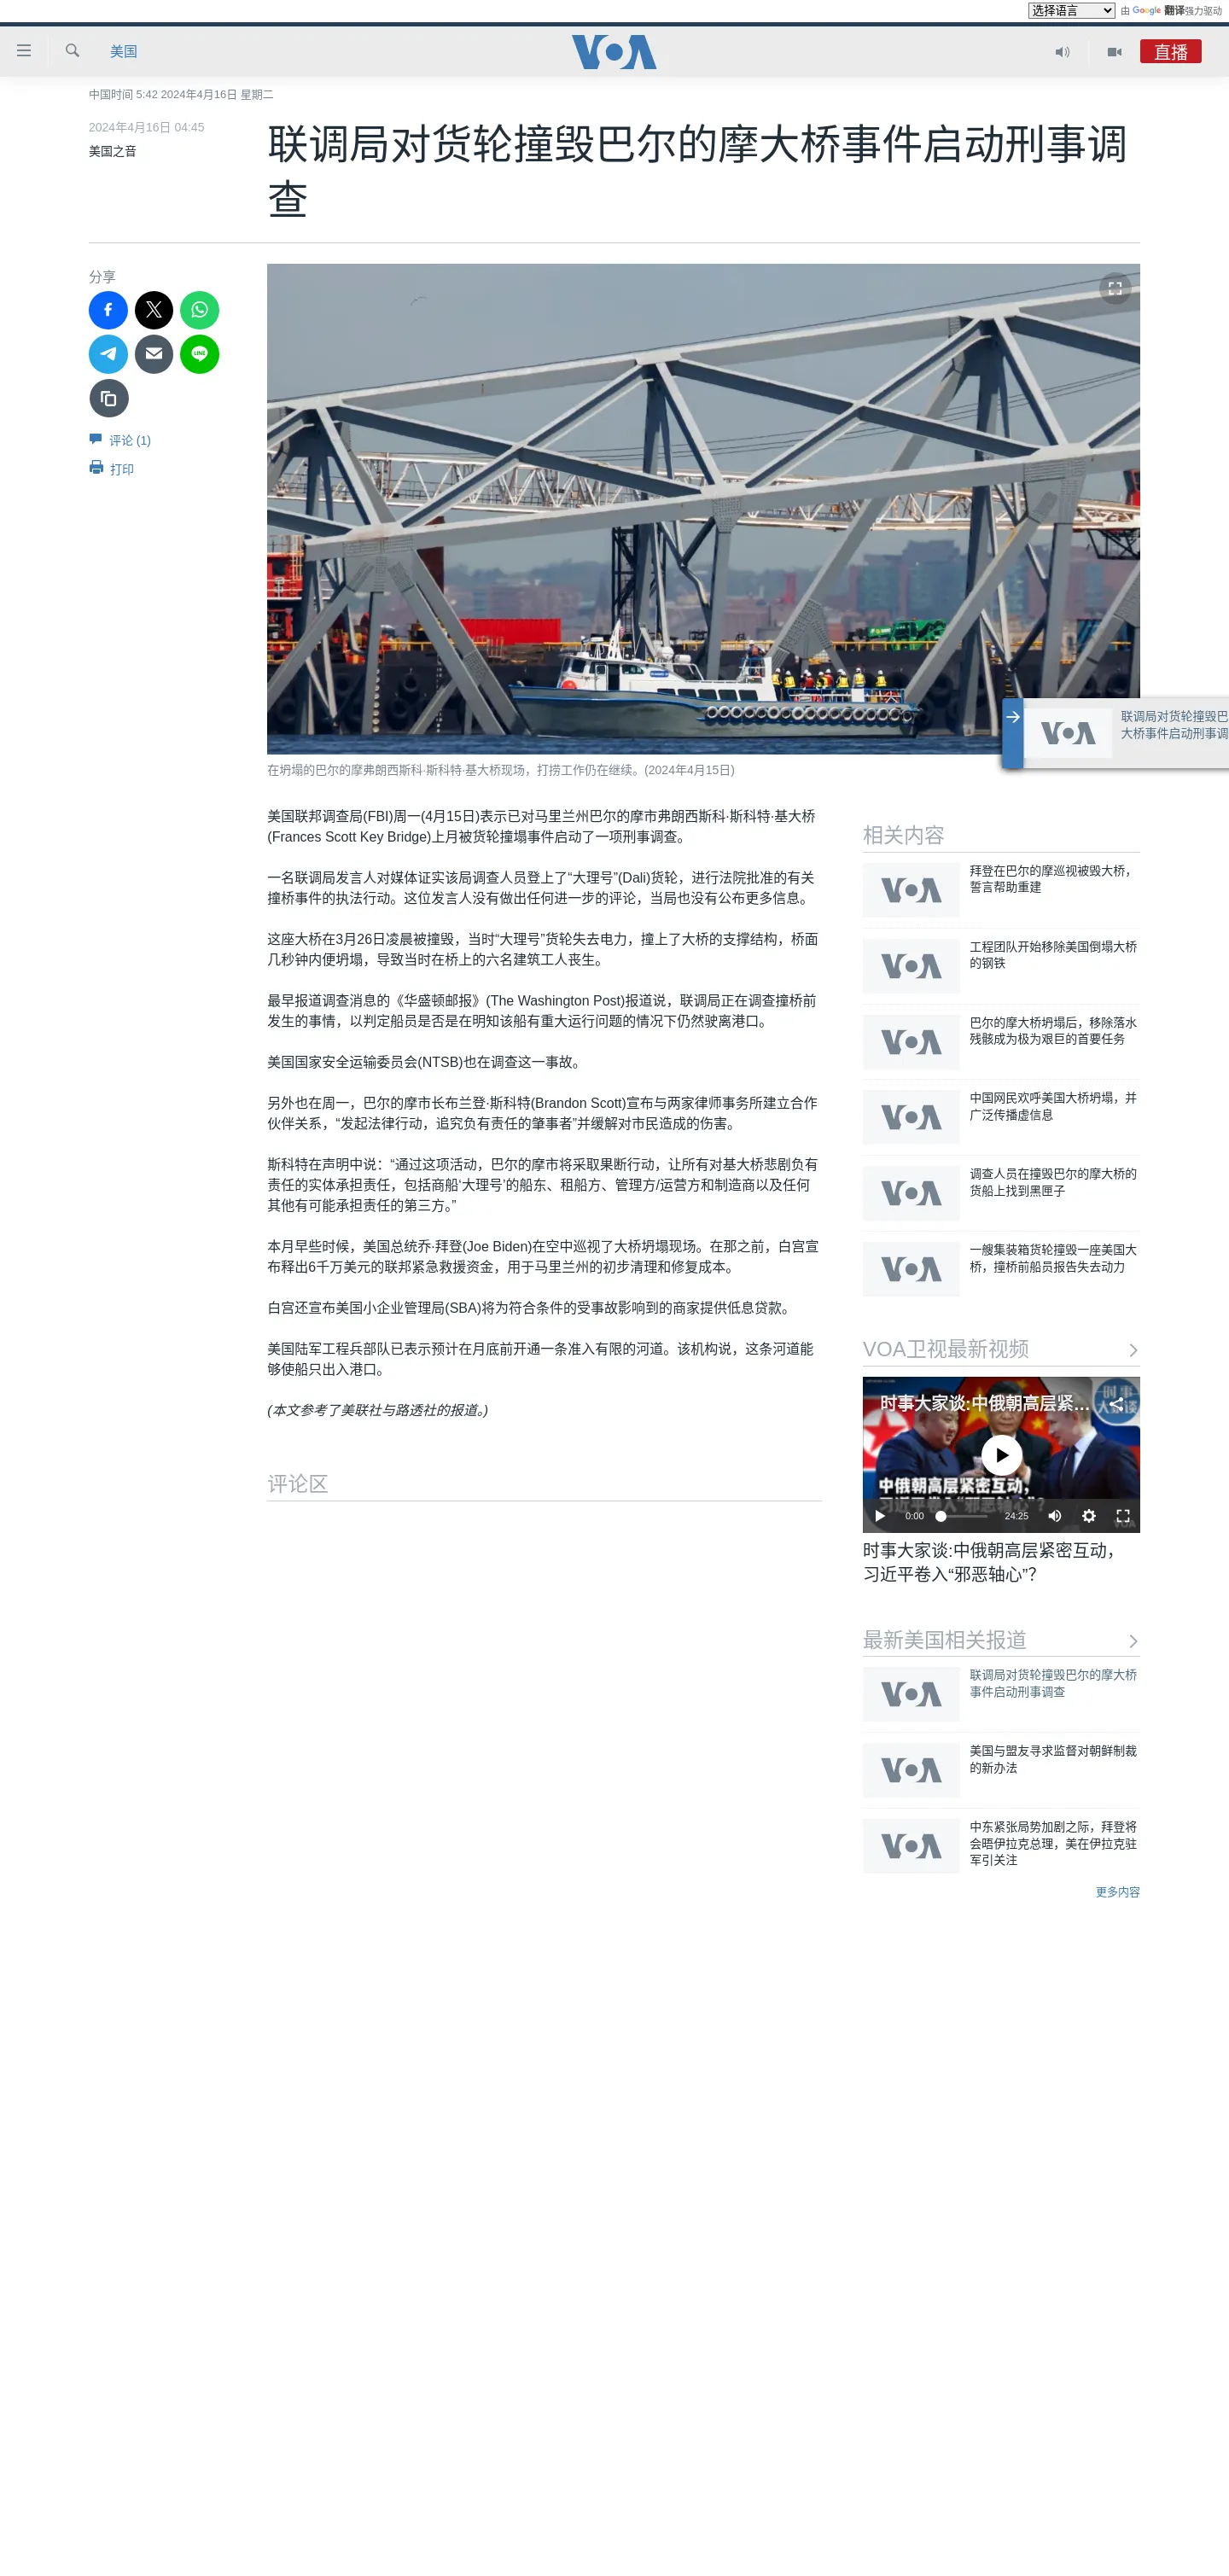 选择语言
由 Google 翻译强力驱动
美国
VOA
直播
中国时间 5:42 2024年4月16日 星期二
2024年4月16日 04:45
美国之音
联调局对货轮撞毁巴尔的摩大桥事件启动刑事调
查
分享
LINE
评论 (1)
打印
联调局对货轮撞毁巴
大桥事件启动刑事调
VOA
在坍塌的巴尔的摩弗朗西斯科·斯科特·基大桥现场，打捞工作仍在继续。(2024年4月15日)
美国联邦调查局(FBI)周一(4月15日)表示已对马里兰州巴尔的摩市弗朗西斯科·斯科特·基大桥
(Frances Scott Key Bridge)上月被货轮撞塌事件启动了一项刑事调查。
一名联调局发言人对媒体证实该局调查人员登上了“大理号”(Dali)货轮，进行法院批准的有关
撞桥事件的执法行动。这位发言人没有做出任何进一步的评论，当局也没有公布更多信息。
这座大桥在3月26日凌晨被撞毁，当时“大理号”货轮失去电力，撞上了大桥的支撑结构，桥面
几秒钟内便坍塌，导致当时在桥上的六名建筑工人丧生。
最早报道调查消息的《华盛顿邮报》(The Washington Post)报道说，联调局正在调查撞桥前
发生的事情，以判定船员是否是在明知该船有重大运行问题的情况下仍然驶离港口。
美国国家安全运输委员会(NTSB)也在调查这一事故。
另外也在周一，巴尔的摩市长布兰登·斯科特(Brandon Scott)宣布与两家律师事务所建立合作
伙伴关系，“发起法律行动，追究负有责任的肇事者”并缓解对市民造成的伤害。
斯科特在声明中说：“通过这项活动，巴尔的摩市将采取果断行动，让所有对基大桥悲剧负有
责任的实体承担责任，包括商船‘大理号’的船东、租船方、管理方/运营方和制造商以及任何
其他有可能承担责任的第三方。”
本月早些时候，美国总统乔·拜登(Joe Biden)在空中巡视了大桥坍塌现场。在那之前，白宫宣
布释出6千万美元的联邦紧急救援资金，用于马里兰州的初步清理和修复成本。
白宫还宣布美国小企业管理局(SBA)将为符合条件的受事故影响到的商家提供低息贷款。
美国陆军工程兵部队已表示预计在月底前开通一条准入有限的河道。该机构说，这条河道能
够使船只出入港口。
(本文参考了美联社与路透社的报道。)
评论区
相关内容
VOA
拜登在巴尔的摩巡视被毁大桥，
誓言帮助重建
VOA
工程团队开始移除美国倒塌大桥
的钢铁
VOA
巴尔的摩大桥坍塌后，移除落水
残骸成为极为艰巨的首要任务
VOA
中国网民欢呼美国大桥坍塌，并
广泛传播虚信息
VOA
调查人员在撞毁巴尔的摩大桥的
货船上找到黑匣子
VOA
一艘集装箱货轮撞毁一座美国大
桥，撞桥前船员报告失去动力
VOA卫视最新视频
时事大家谈:中俄朝高层紧...
时事
大家谈
中俄朝高层紧密互动，
习近平卷入“邪恶轴心”？
0:00
24:25
VOA
时事大家谈:中俄朝高层紧密互动，
习近平卷入“邪恶轴心”？
最新美国相关报道
VOA
联调局对货轮撞毁巴尔的摩大桥
事件启动刑事调查
VOA
美国与盟友寻求监督对朝鲜制裁
的新办法
VOA
中东紧张局势加剧之际，拜登将
会晤伊拉克总理，美在伊拉克驻
军引关注
更多内容